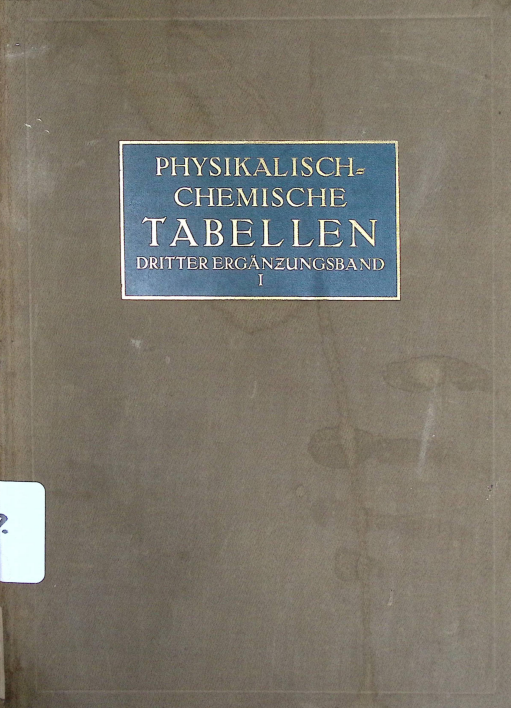 PHYSIKALISCH=
CHEMISCHE
TABELLEN
DRITTER ERGÄNZUNGSBAND
I